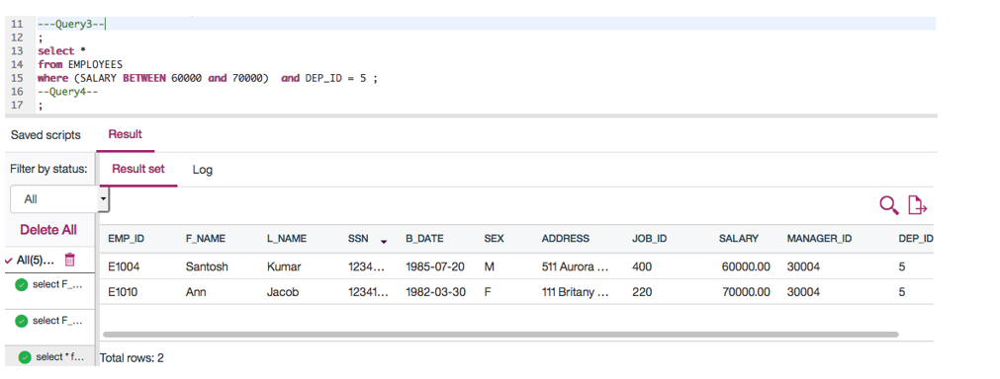 11 ---Query3--
12 ;
13 select *
14 from EMPLOYEES
15 where (SALARY BETWEEN 60000 and 70000) and DEP_ID = 5 ;
16 --Query4--
17 ;
Saved scripts Result
Filter by status: Result set Log
All
Delete All
EMP_ID F_NAME L_NAME SSN B_DATE SEX ADDRESS JOB_ID SALARY MANAGER_ID DEP_ID
All(5)...
E1004 Santosh Kumar 1234... 1985-07-20 M 511 Aurora ... 400 60000.00 30004 5
select F_...
E1010 Ann Jacob 12341... 1982-03-30 F 111 Britany ... 220 70000.00 30004 5
select F_...
select * f...
Total rows: 2